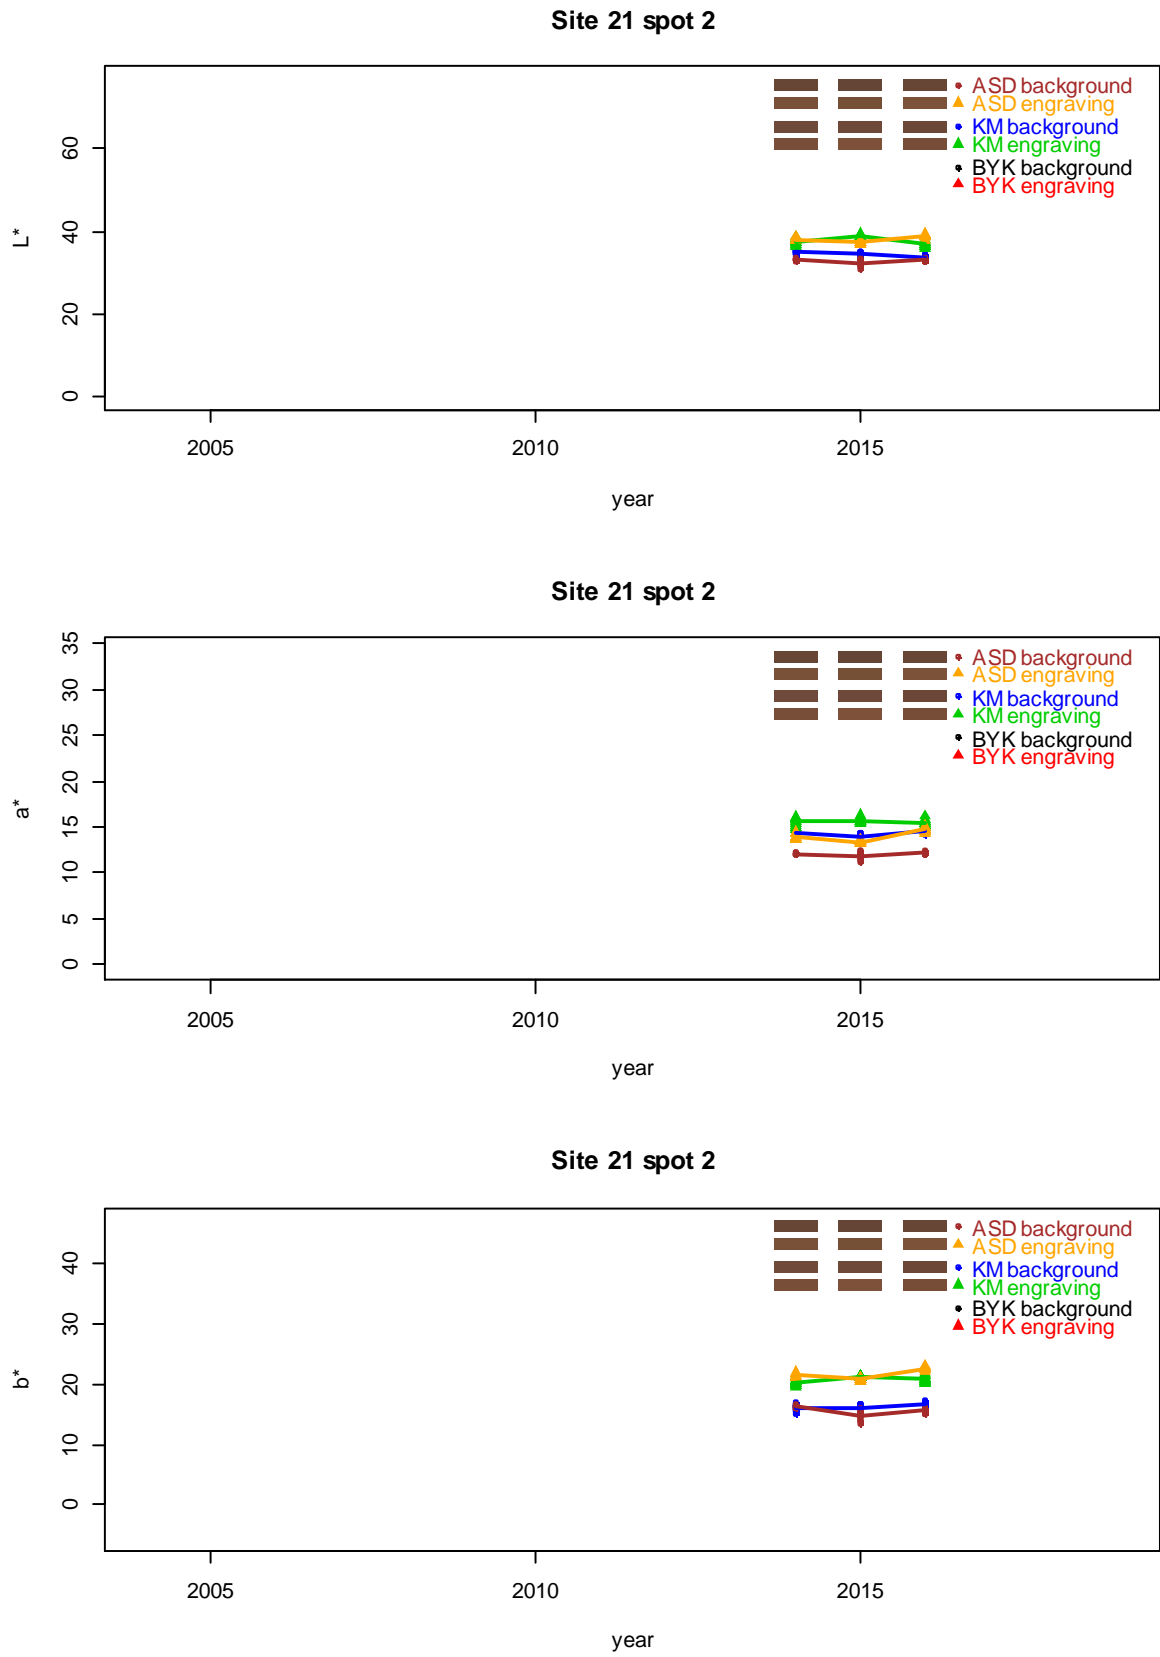 Site 21 spot 2
ASD background
ASD engraving
KM background
KM engraving
BYK background
BYK engraving
L*
60
40
20
0
2005 2010 2015
year
Site 21 spot 2
ASD background
ASD engraving
KM background
KM engraving
BYK background
BYK engraving
a*
35
30
25
20
15
10
5
0
2005 2010 2015
year
Site 21 spot 2
ASD background
ASD engraving
KM background
KM engraving
BYK background
BYK engraving
b*
40
30
20
10
0
2005 2010 2015
year